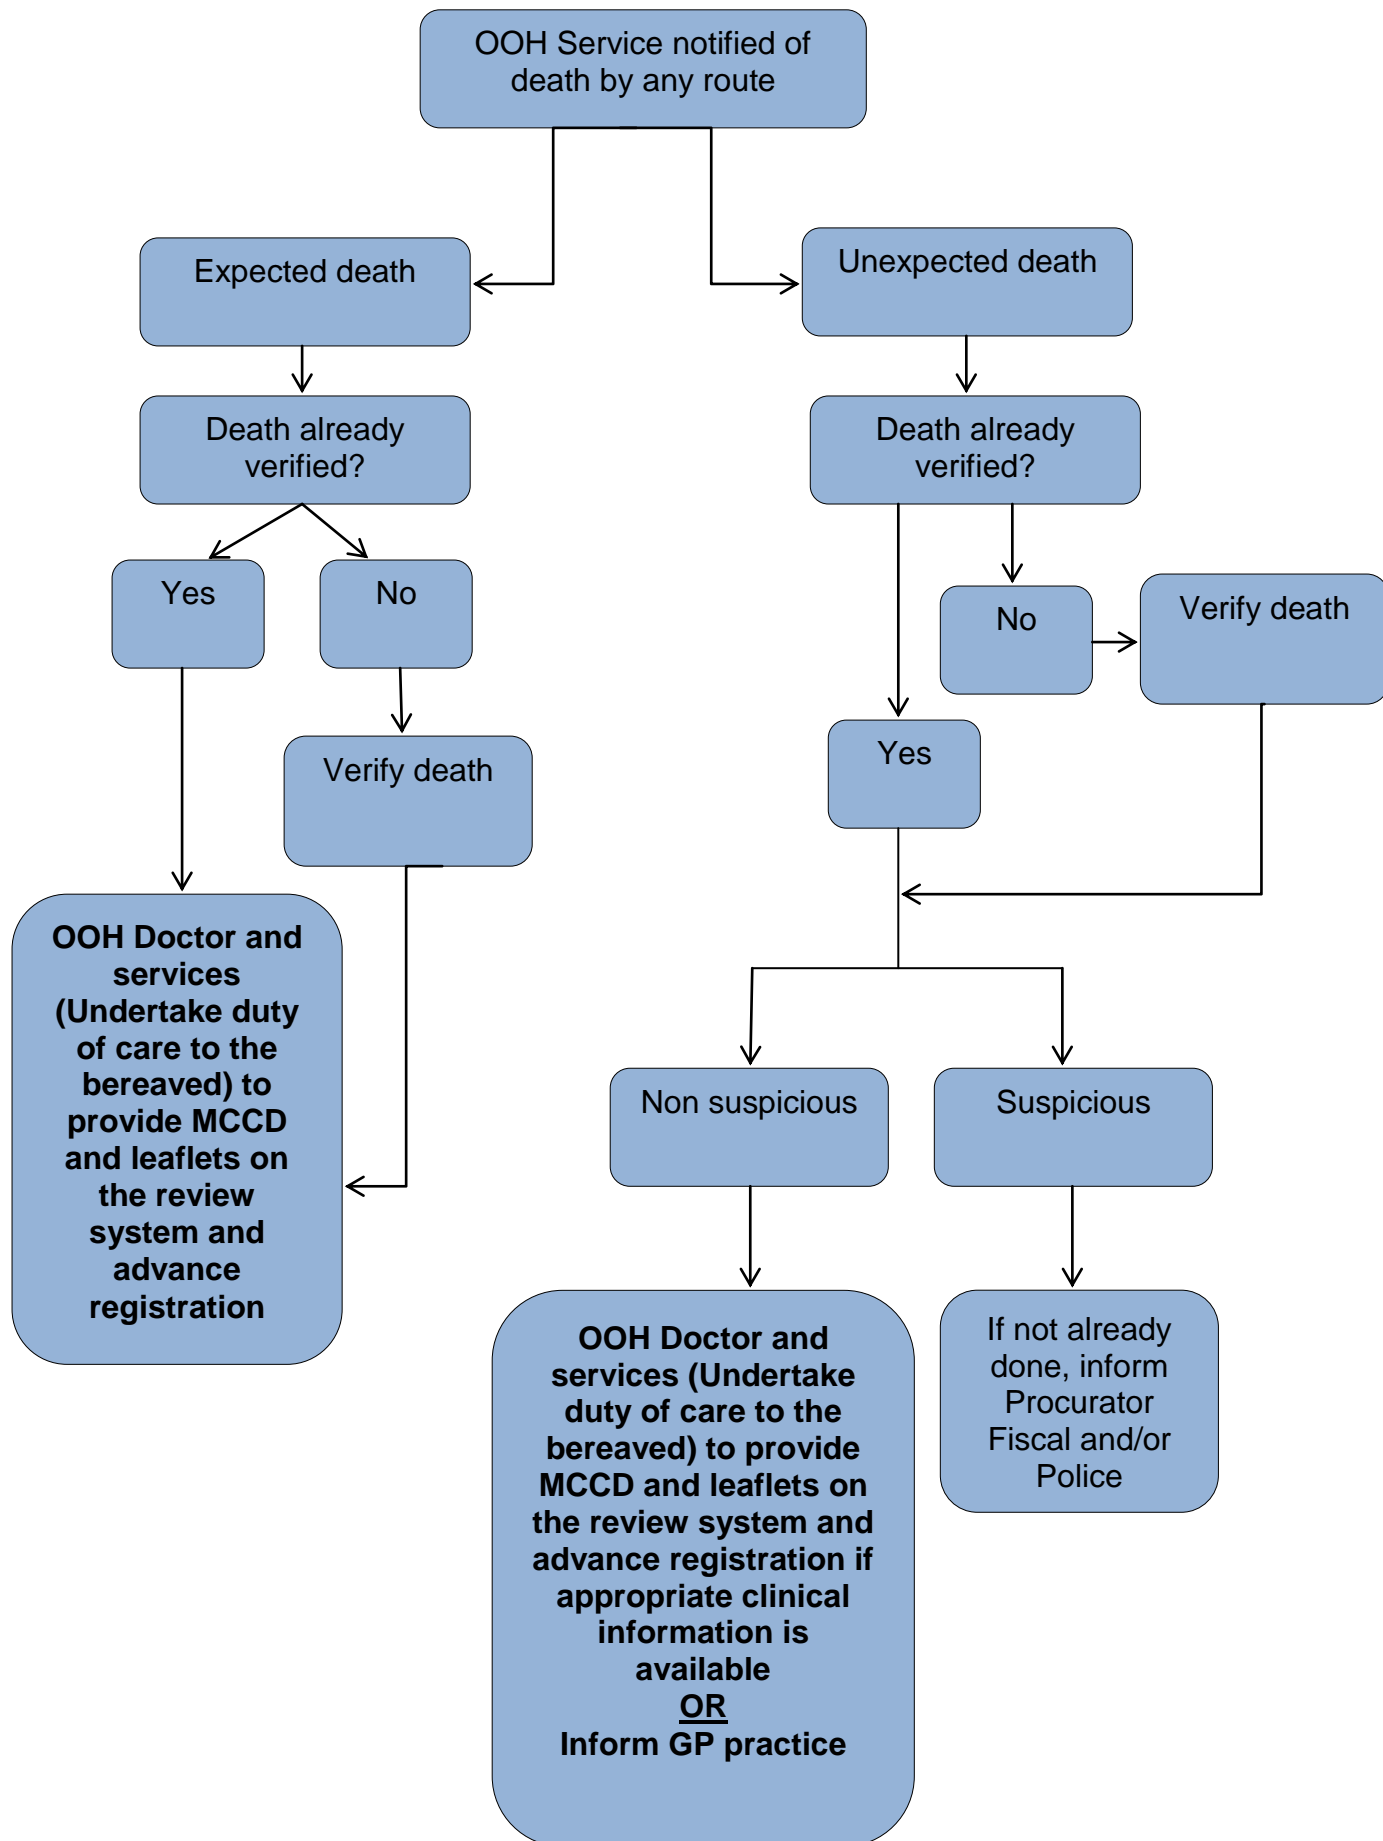 OOH Service notified of
death by any route
Expected death
Unexpected death
Death already
verified?
Death already
verified?
Yes
No
No
Verify death
Yes
Verify death
OOH Doctor and
services
(Undertake duty
of care to the
bereaved) to
provide MCCD
and leaflets on
the review
system and
advance
registration
Non suspicious
Suspicious
OOH Doctor and
services (Undertake
duty of care to the
bereaved) to provide
MCCD and leaflets on
the review system and
advance registration if
appropriate clinical
information is
available
OR
Inform GP practice
If not already
done, inform
Procurator
Fiscal and/or
Police